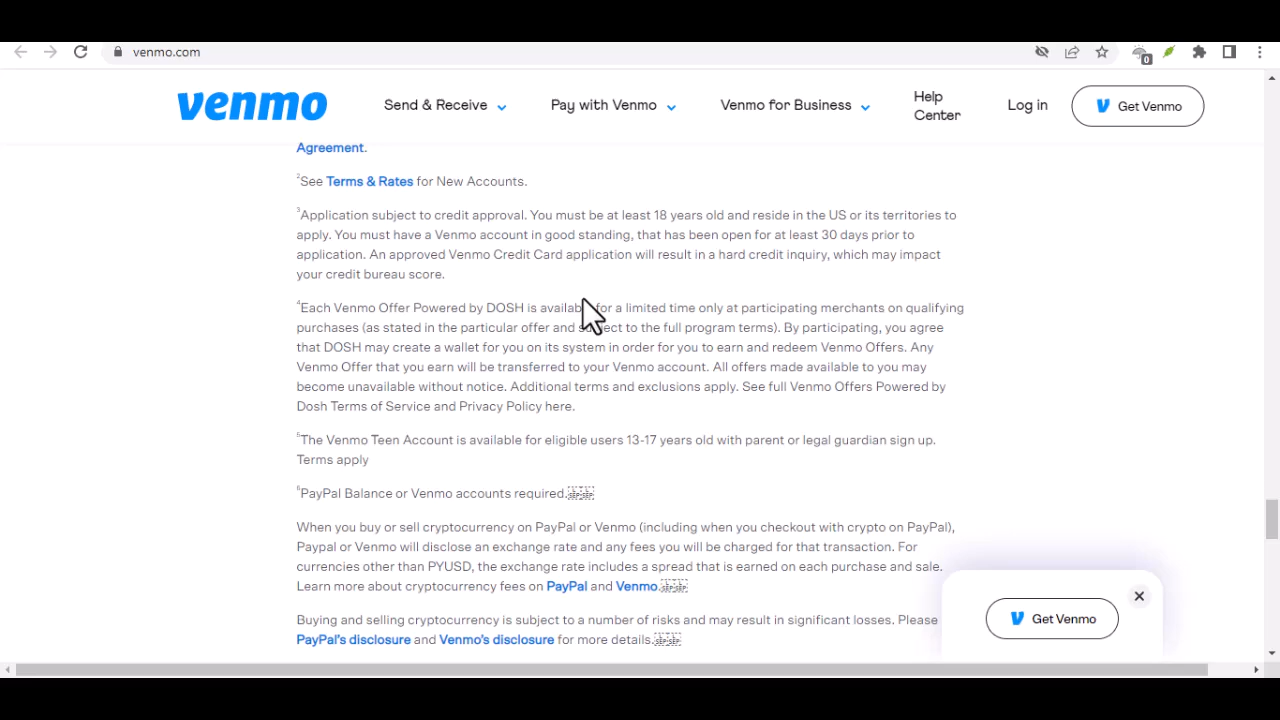 venmo.com
0
venmo
Send & Receive
Pay with Venmo
Venmo for Business
Help
Center
Log in
Get Venmo
Agreement.
2See Terms & Rates for New Accounts.
3Application subject to credit approval. You must be at least 18 years old and reside in the US or its territories to
apply. You must have a Venmo account in good standing, that has been open for at least 30 days prior to
application. An approved Venmo Credit Card application will result in a hard credit inquiry, which may impact
your credit bureau score.
4Each Venmo Offer Powered by DOSH is available for a limited time only at participating merchants on qualifying
purchases (as stated in the particular offer and subject to the full program terms). By participating, you agree
that DOSH may create a wallet for you on its system in order for you to earn and redeem Venmo Offers. Any
Venmo Offer that you earn will be transferred to your Venmo account. All offers made available to you may
become unavailable without notice. Additional terms and exclusions apply. See full Venmo Offers Powered by
Dosh Terms of Service and Privacy Policy here.
5The Venmo Teen Account is available for eligible users 13-17 years old with parent or legal guardian sign up.
Terms apply
6PayPal Balance or Venmo accounts required.
When you buy or sell cryptocurrency on PayPal or Venmo (including when you checkout with crypto on PayPal),
Paypal or Venmo will disclose an exchange rate and any fees you will be charged for that transaction. For
currencies other than PYUSD, the exchange rate includes a spread that is earned on each purchase and sale.
Learn more about cryptocurrency fees on PayPal and Venmo.
Buying and selling cryptocurrency is subject to a number of risks and may result in significant losses. Please
PayPal's disclosure and Venmo's disclosure for more details.
Get Venmo